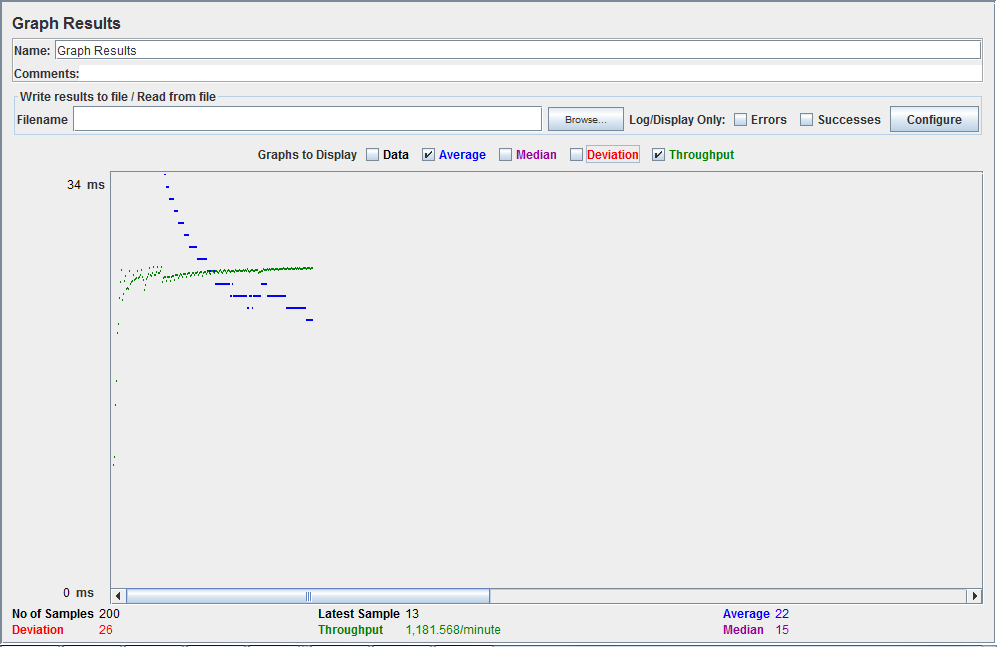 Graph Results
Name: Graph Results
Comments:
Write results to file / Read from file
Filename Browse... Log/Display Only: Errors Successes Configure
Graphs to Display Data Average Median Deviation Throughput
34 ms
0 ms
No of Samples 200 Latest Sample 13 Average 22
Deviation 26 Throughput 1,181.568/minute Median 15